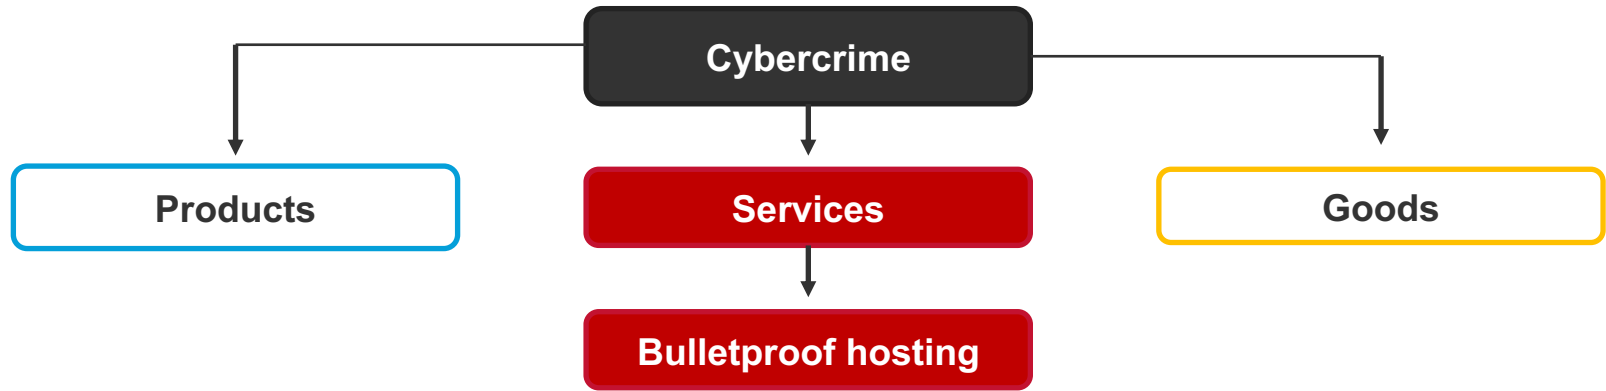 Cybercrime
Products
Services
Goods
Bulletproof hosting